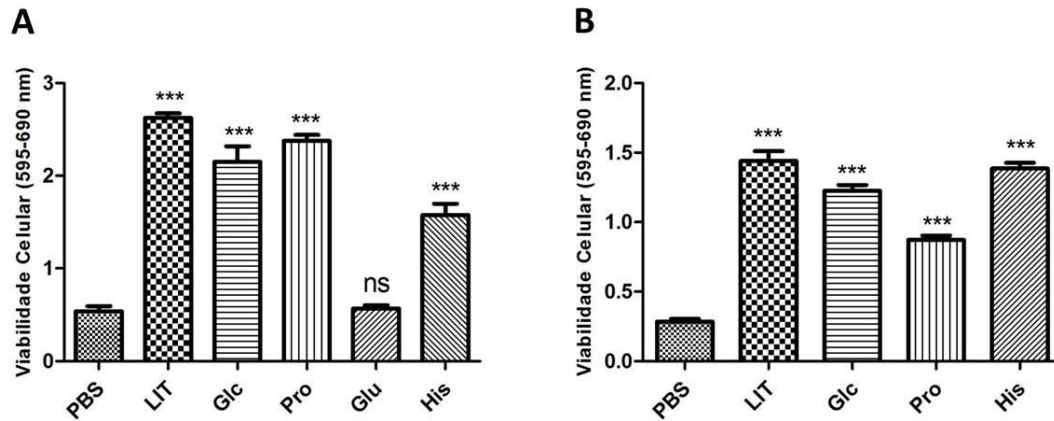 A
Viabilidade Celular (595-690 nm)
3
2
1
0
***
***
***
ns
***
PBS
LIT
Glc
Pro
Glu
His
B
Viabilidade Celular (595-690 nm)
2.0
1.5
1.0
0.5
0.0
***
***
***
***
PBS
LIT
Glc
Pro
His